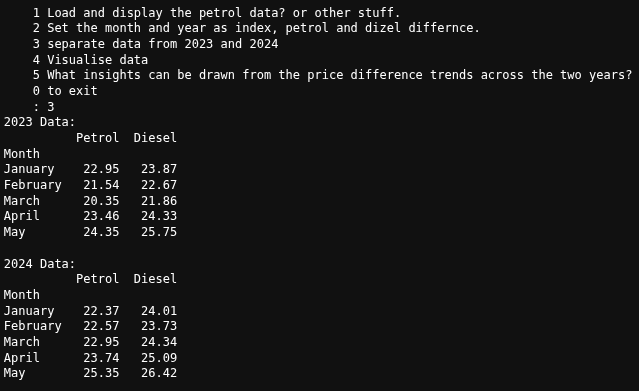 1 Load and display the petrol data? or other stuff.
2 Set the month and year as index, petrol and dizel differnce.
3 separate data from 2023 and 2024
4 Visualise data
5 What insights can be drawn from the price difference trends across the two years?
0 to exit
: 3
2023 Data:
Petrol Diesel
Month
January 22.95 23.87
February 21.54 22.67
March 20.35 21.86
April 23.46 24.33
May 24.35 25.75
2024 Data:
Petrol Diesel
Month
January 22.37 24.01
February 22.57 23.73
March 22.95 24.34
April 23.74 25.09
May 25.35 26.42